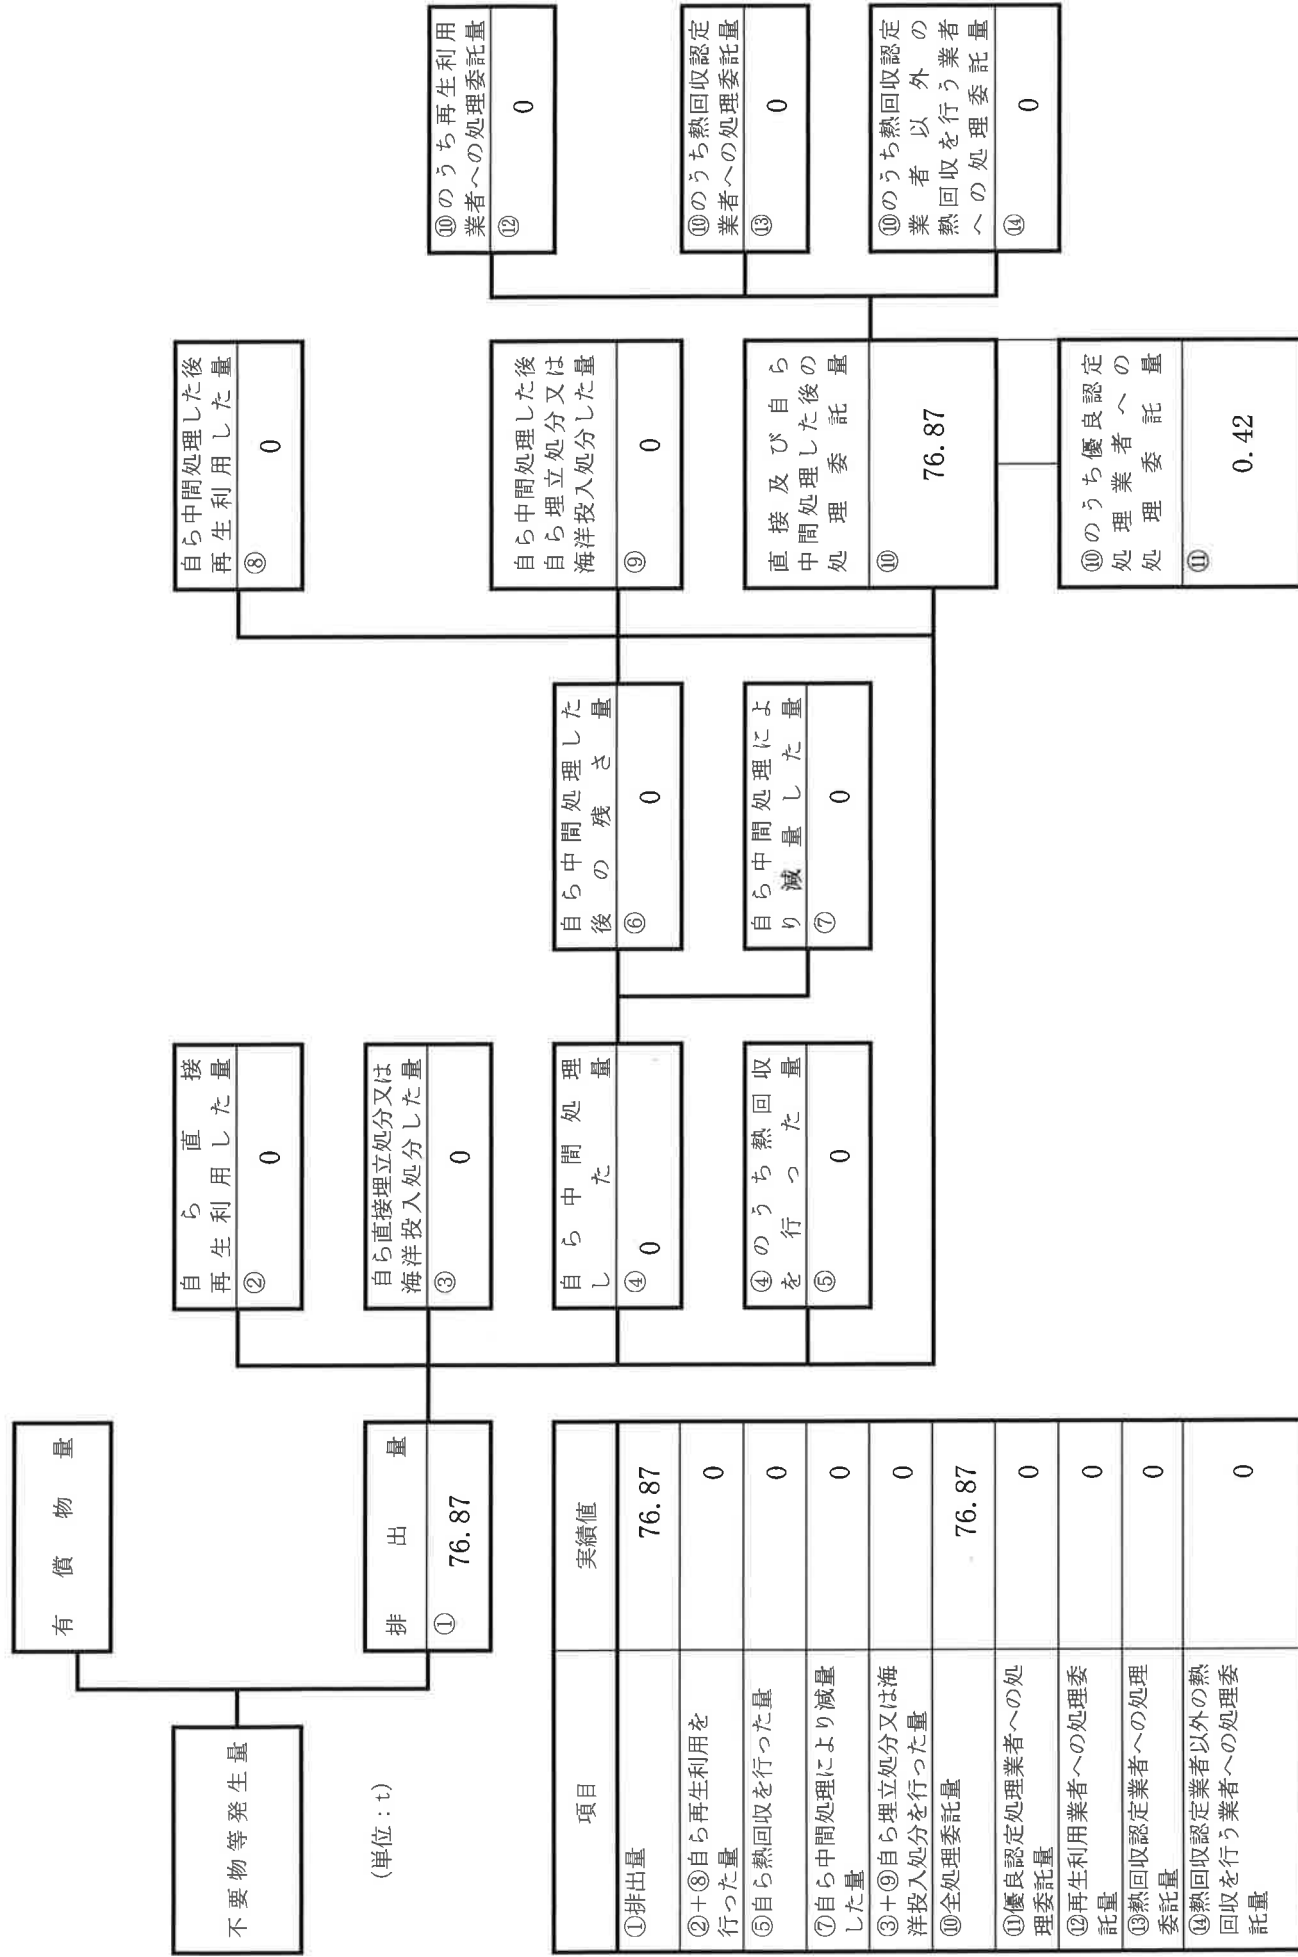 不要物等発生量
有償物量
排出量
① 76.87
(単位：t)
自ら直接
再生利用した量
② 0
自ら直接埋立処分又は
海洋投入処分した量
③ 0
自ら中間処理
した量
④ 0
④のうち熱回収
を行った量
⑤ 0
自ら中間処理した
後の残さ量
⑥ 0
自ら中間処理によ
り減量した量
⑦ 0
自ら中間処理した後
再生利用した量
⑧ 0
自ら中間処理した後
自ら埋立処分又は
海洋投入処分した量
⑨ 0
直接及び自ら
中間処理した後の
処理委託量
⑩ 76.87
⑩のうち優良認定
処理業者への
処理委託量
⑪ 0.42
⑩のうち再生利用
業者への処理委託量
⑫ 0
⑩のうち熱回収認定
業者への処理委託量
⑬ 0
⑩のうち熱回収認定
業者以外の
熱回収を行う業者
への処理委託量
⑭ 0
項目 実績値
①排出量 76.87
②＋⑧自ら再生利用を
行った量 0
⑤自ら熱回収を行った量 0
⑦自ら中間処理により減量
した量 0
③＋⑨自ら埋立処分又は海
洋投入処分を行った量 0
⑩全処理委託量 76.87
⑪優良認定処理業者への処
理委託量 0
⑫再生利用業者への処理委
託量 0
⑬熱回収認定業者への処理
委託量 0
⑭熱回収認定業者以外の熱
回収を行う業者への処理委
託量 0